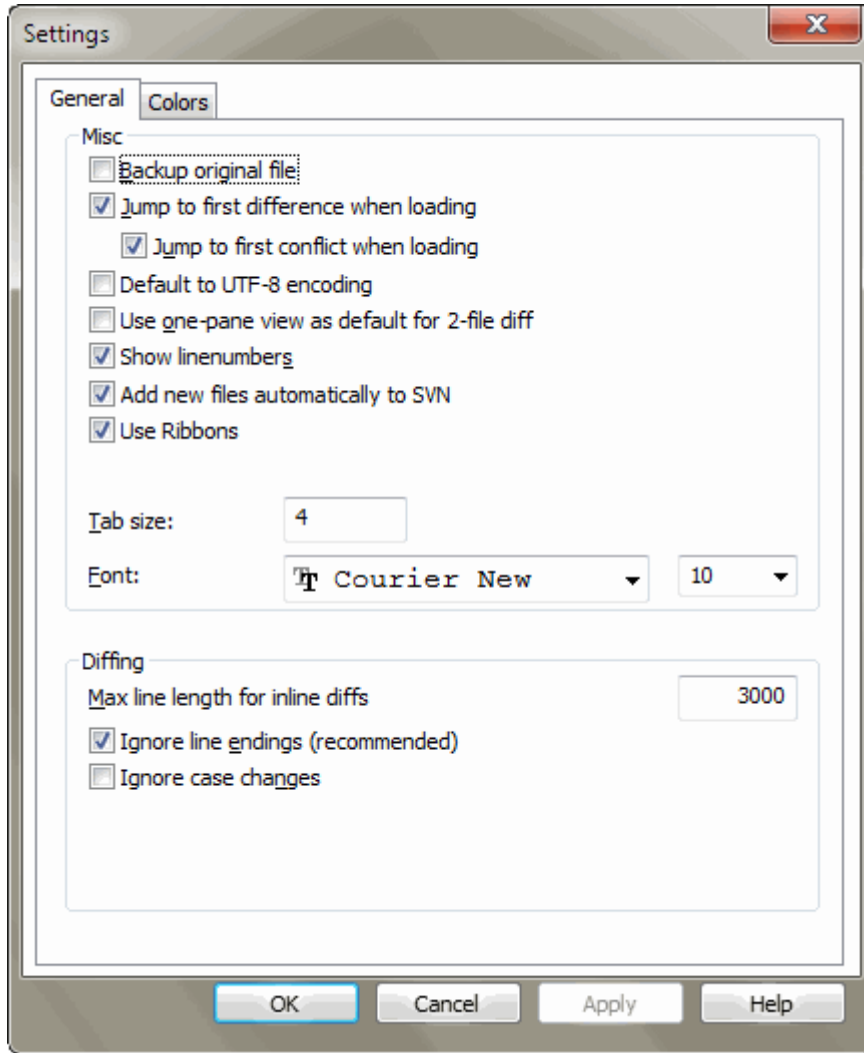 Settings
General Colors
Misc
Backup original file
Jump to first difference when loading
Jump to first conflict when loading
Default to UTF-8 encoding
Use one-pane view as default for 2-file diff
Show linenumbers
Add new files automatically to SVN
Use Ribbons
Tab size: 4
Font: Courier New 10
Diffing
Max line length for inline diffs 3000
Ignore line endings (recommended)
Ignore case changes
OK Cancel Apply Help